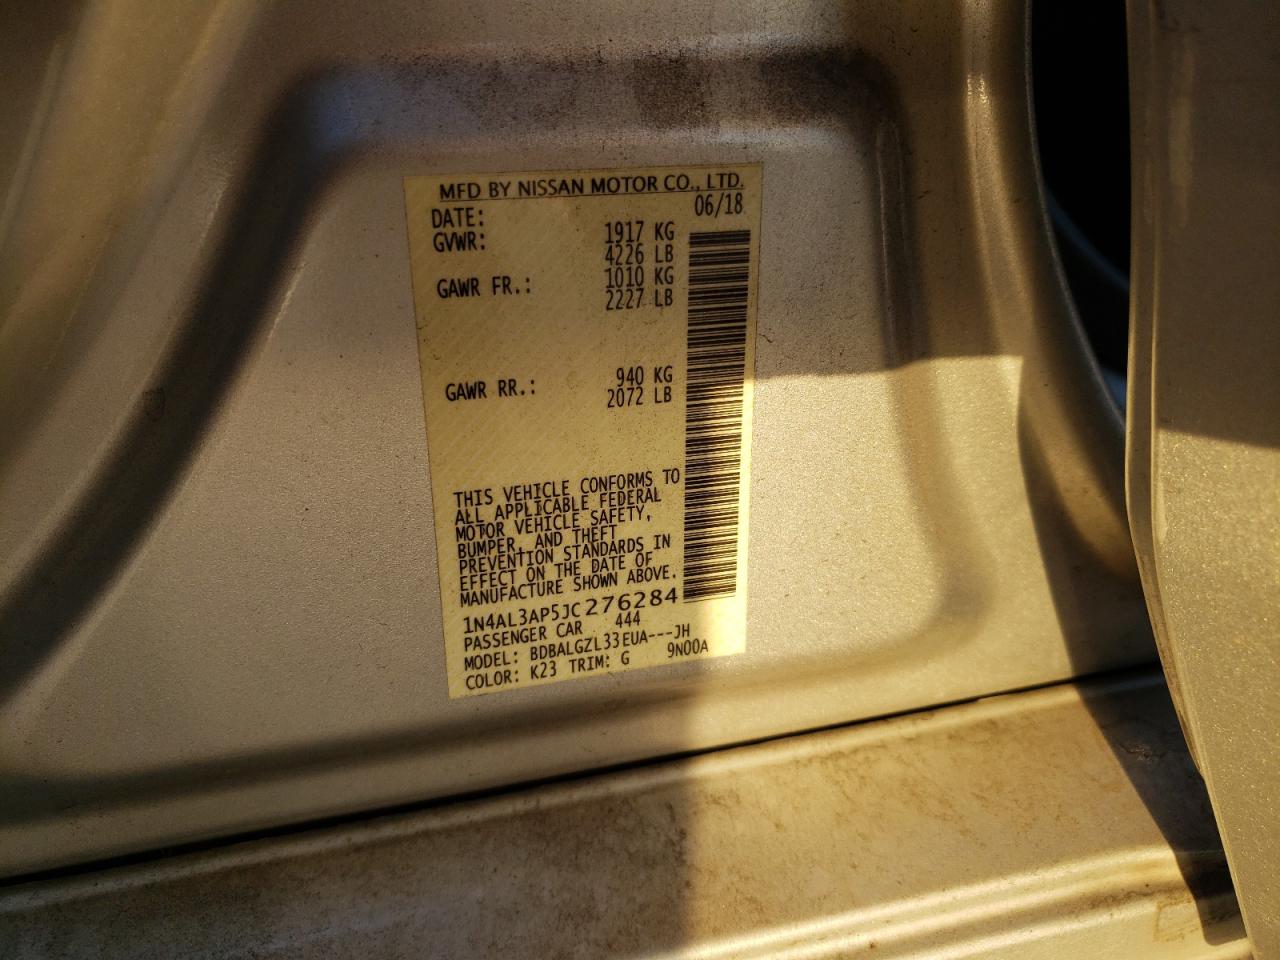 MFD BY NISSAN MOTOR CO., LTD.
DATE: 06/18
GVWR: 1917 KG
4226 LB
GAWR FR.: 1010 KG
2227 LB
GAWR RR.: 940 KG
2072 LB
THIS VEHICLE CONFORMS TO
ALL APPLICABLE FEDERAL
MOTOR VEHICLE SAFETY,
BUMPER, AND THEFT
PREVENTION STANDARDS IN
EFFECT ON THE DATE OF
MANUFACTURE SHOWN ABOVE.
1N4AL3AP5JC276284
PASSENGER CAR 444
MODEL: BDBALGZL33EUA---JH
COLOR: K23 TRIM: G 9N00A